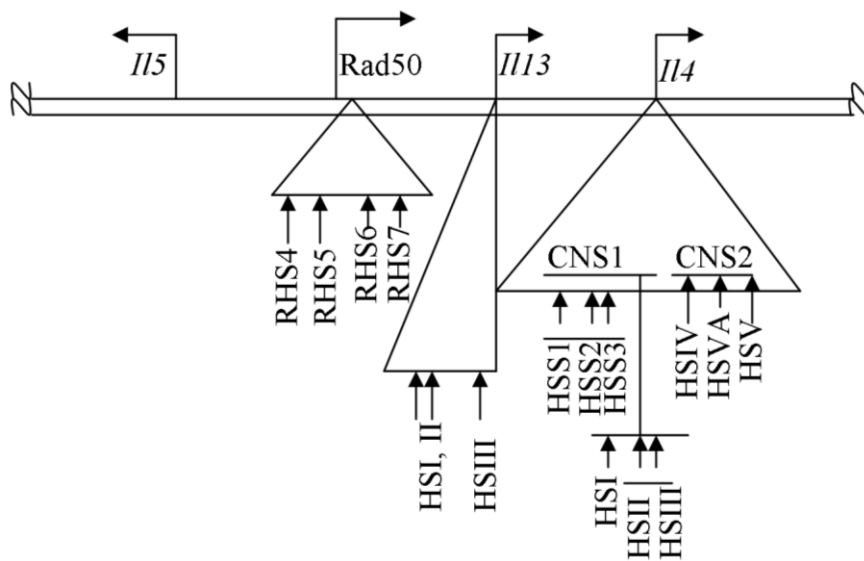 Il5
Rad50
Il13
Il4
RHS4
RHS5
RHS6
RHS7
CNS1
CNS2
HSS1
HSS2
HSS3
HSIV
HSVA
HSV
HSI, II
HSIII
HSI
HSII
HSIII